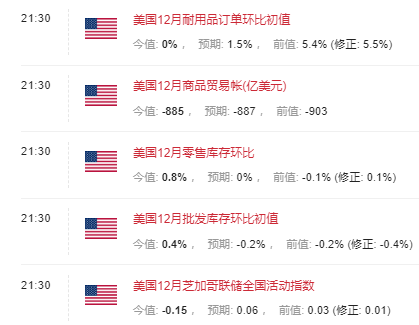 21:30
美国12月耐用品订单环比初值
今值: 0%， 预期: 1.5%， 前值: 5.4% (修正: 5.5%)
21:30
美国12月商品贸易帐(亿美元)
今值: -885， 预期: -887， 前值: -903
21:30
美国12月零售库存环比
今值: 0.8%， 预期: 0%， 前值: -0.1% (修正: 0.1%)
21:30
美国12月批发库存环比初值
今值: 0.4%， 预期: -0.2%， 前值: -0.2% (修正: -0.4%)
21:30
美国12月芝加哥联储全国活动指数
今值: -0.15， 预期: 0.06， 前值: 0.03 (修正: 0.01)